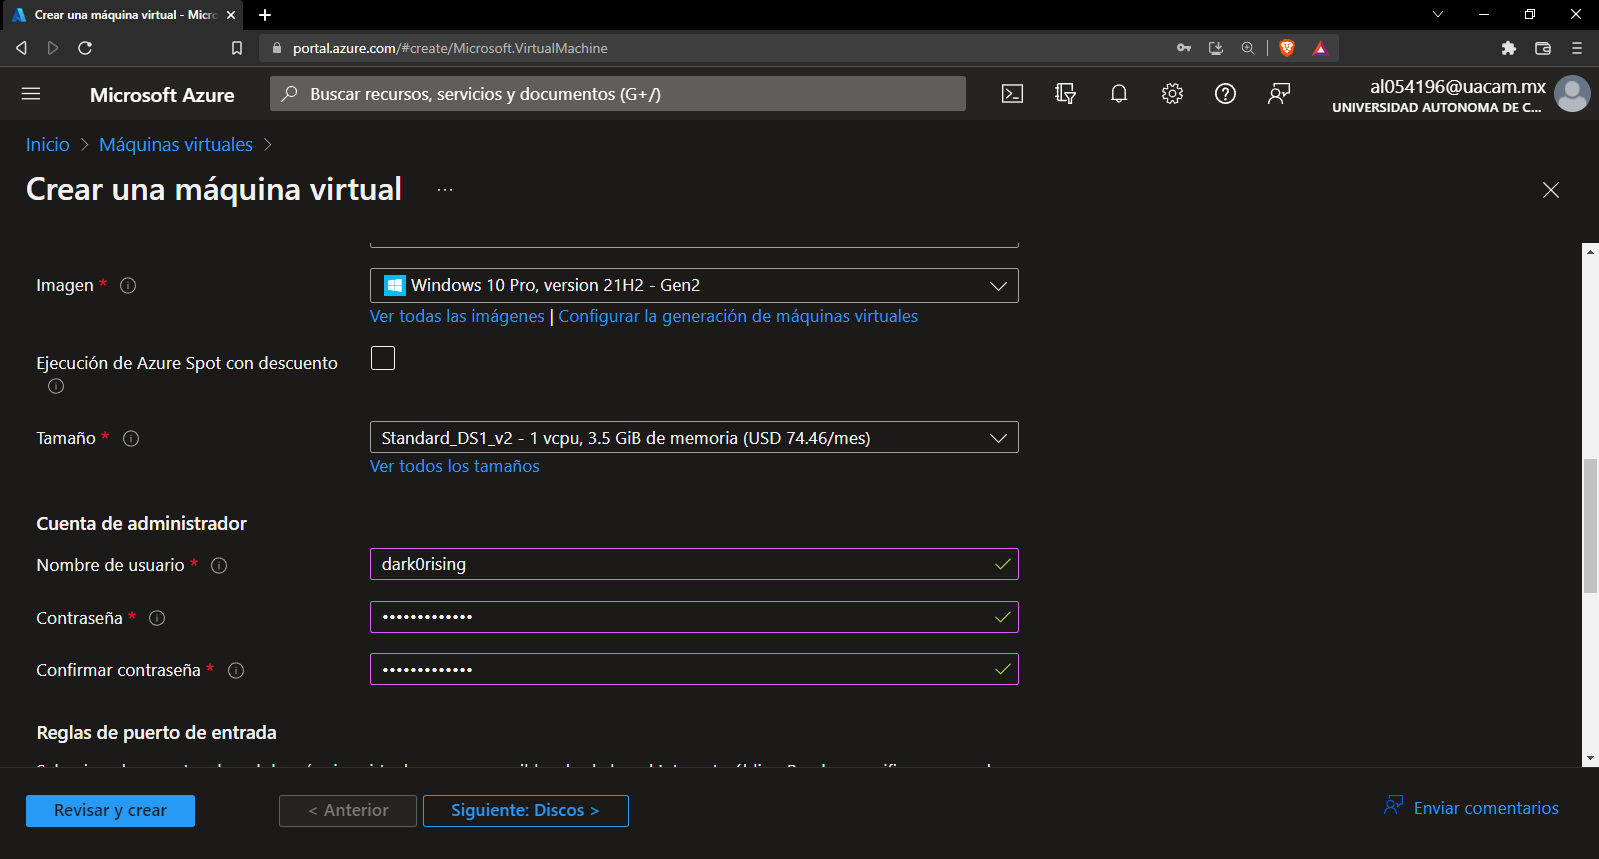 Crear una máquina virtual - Micro
portal.azure.com/#create/Microsoft.VirtualMachine
Microsoft Azure
Buscar recursos, servicios y documentos (G+/)
al054196@uacam.mx
UNIVERSIDAD AUTONOMA DE C...
Inicio > Máquinas virtuales >
Crear una máquina virtual ...
Imagen *
Windows 10 Pro, version 21H2 - Gen2
Ver todas las imágenes | Configurar la generación de máquinas virtuales
Ejecución de Azure Spot con descuento
Tamaño *
Standard_DS1_v2 - 1 vcpu, 3.5 GiB de memoria (USD 74.46/mes)
Ver todos los tamaños
Cuenta de administrador
Nombre de usuario *
dark0rising
Contraseña *
•••••••••••••
Confirmar contraseña *
•••••••••••••
Reglas de puerto de entrada
Revisar y crear
< Anterior
Siguiente: Discos >
Enviar comentarios